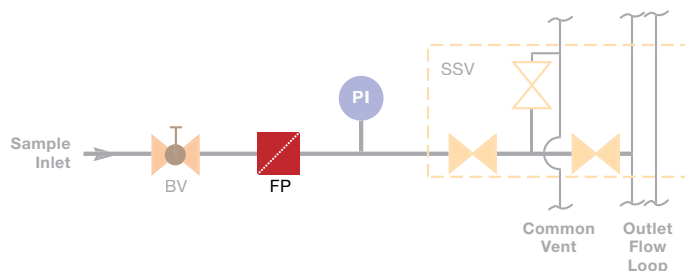 SSV
PI
Sample
Inlet
BV
FP
Common
Vent
Outlet
Flow
Loop